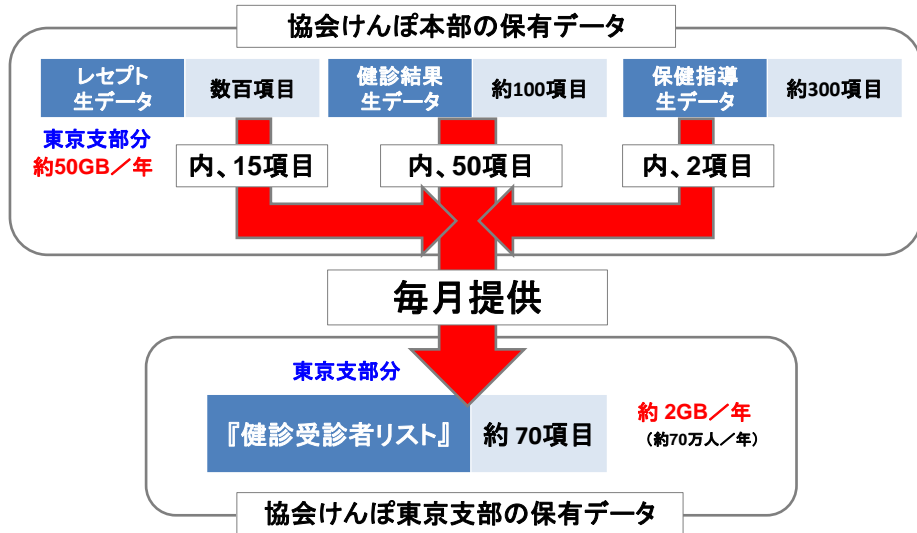 協会けんぽ本部の保有データ
レセプト
生データ
数百項目
健診結果
生データ
約100項目
保健指導
生データ
約300項目
東京支部分
約50GB／年
内、15項目
内、50項目
内、2項目
毎月提供
東京支部分
『健診受診者リスト』
約 70項目
約 2GB／年
（約70万人／年）
協会けんぽ東京支部の保有データ